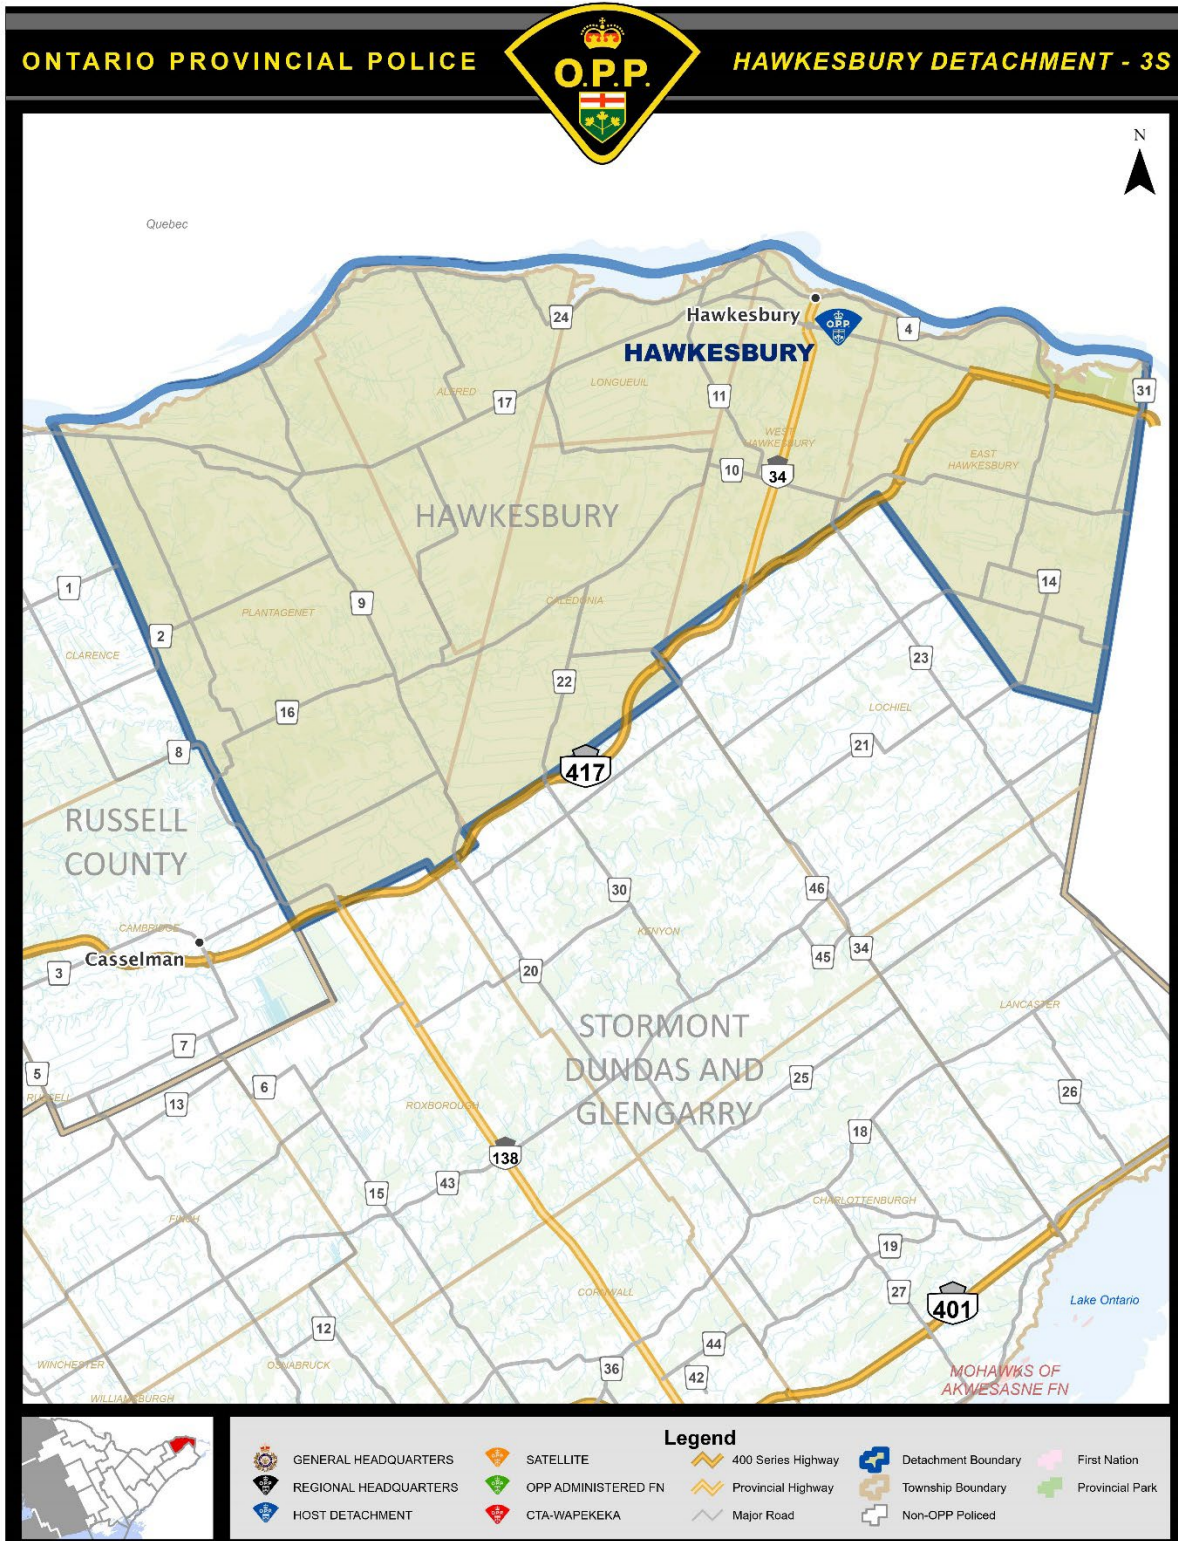 ONTARIO PROVINCIAL POLICE
O.P.P.
HAWKESBURY DETACHMENT - 3S
N
Quebec
24
Hawkesbury
O.P.P.
4
HAWKESBURY
ALFRED
LONGUEUIL
17
11
31
WEST
HAWKESBURY
EAST
HAWKESBURY
10
34
HAWKESBURY
1
9
14
PLANTAGENET
CALEDONIA
2
CLARENCE
23
22
16
LOCHIEL
8
21
417
RUSSELL
COUNTY
30
46
CAMBRIDGE
KENYON
34
Casselman
45
3
20
LANCASTER
STORMONT
DUNDAS AND
GLENGARRY
7
5
25
6
26
RUSSELL
13
ROXBOROUGH
18
138
43
15
CHARLOTTENBURGH
FINCH
19
27
CORNWALL
401
Lake Ontario
12
44
WINCHESTER
OSNABRUCK
36
42
MOHAWKS OF
AKWESASNE FN
WILLIAMSBURGH
Legend
GENERAL HEADQUARTERS
REGIONAL HEADQUARTERS
HOST DETACHMENT
SATELLITE
OPP ADMINISTERED FN
CTA-WAPEKEKA
400 Series Highway
Provincial Highway
Major Road
Detachment Boundary
Township Boundary
Non-OPP Policed
First Nation
Provincial Park